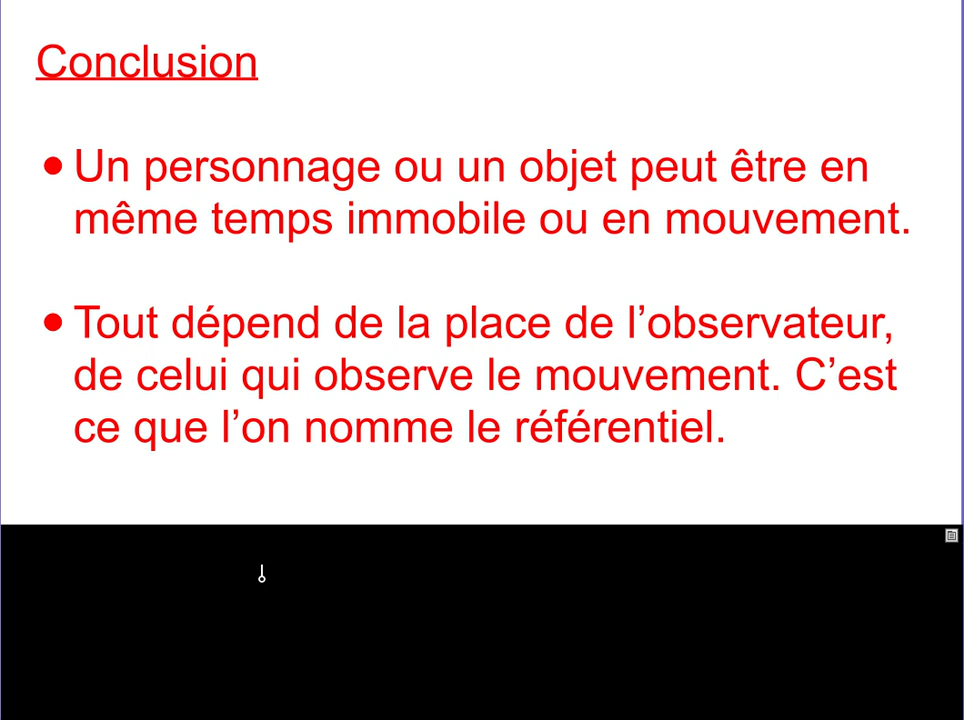 Conclusion
• Un personnage ou un objet peut être en
même temps immobile ou en mouvement.
• Tout dépend de la place de l’observateur,
de celui qui observe le mouvement. C’est
ce que l’on nomme le référentiel.